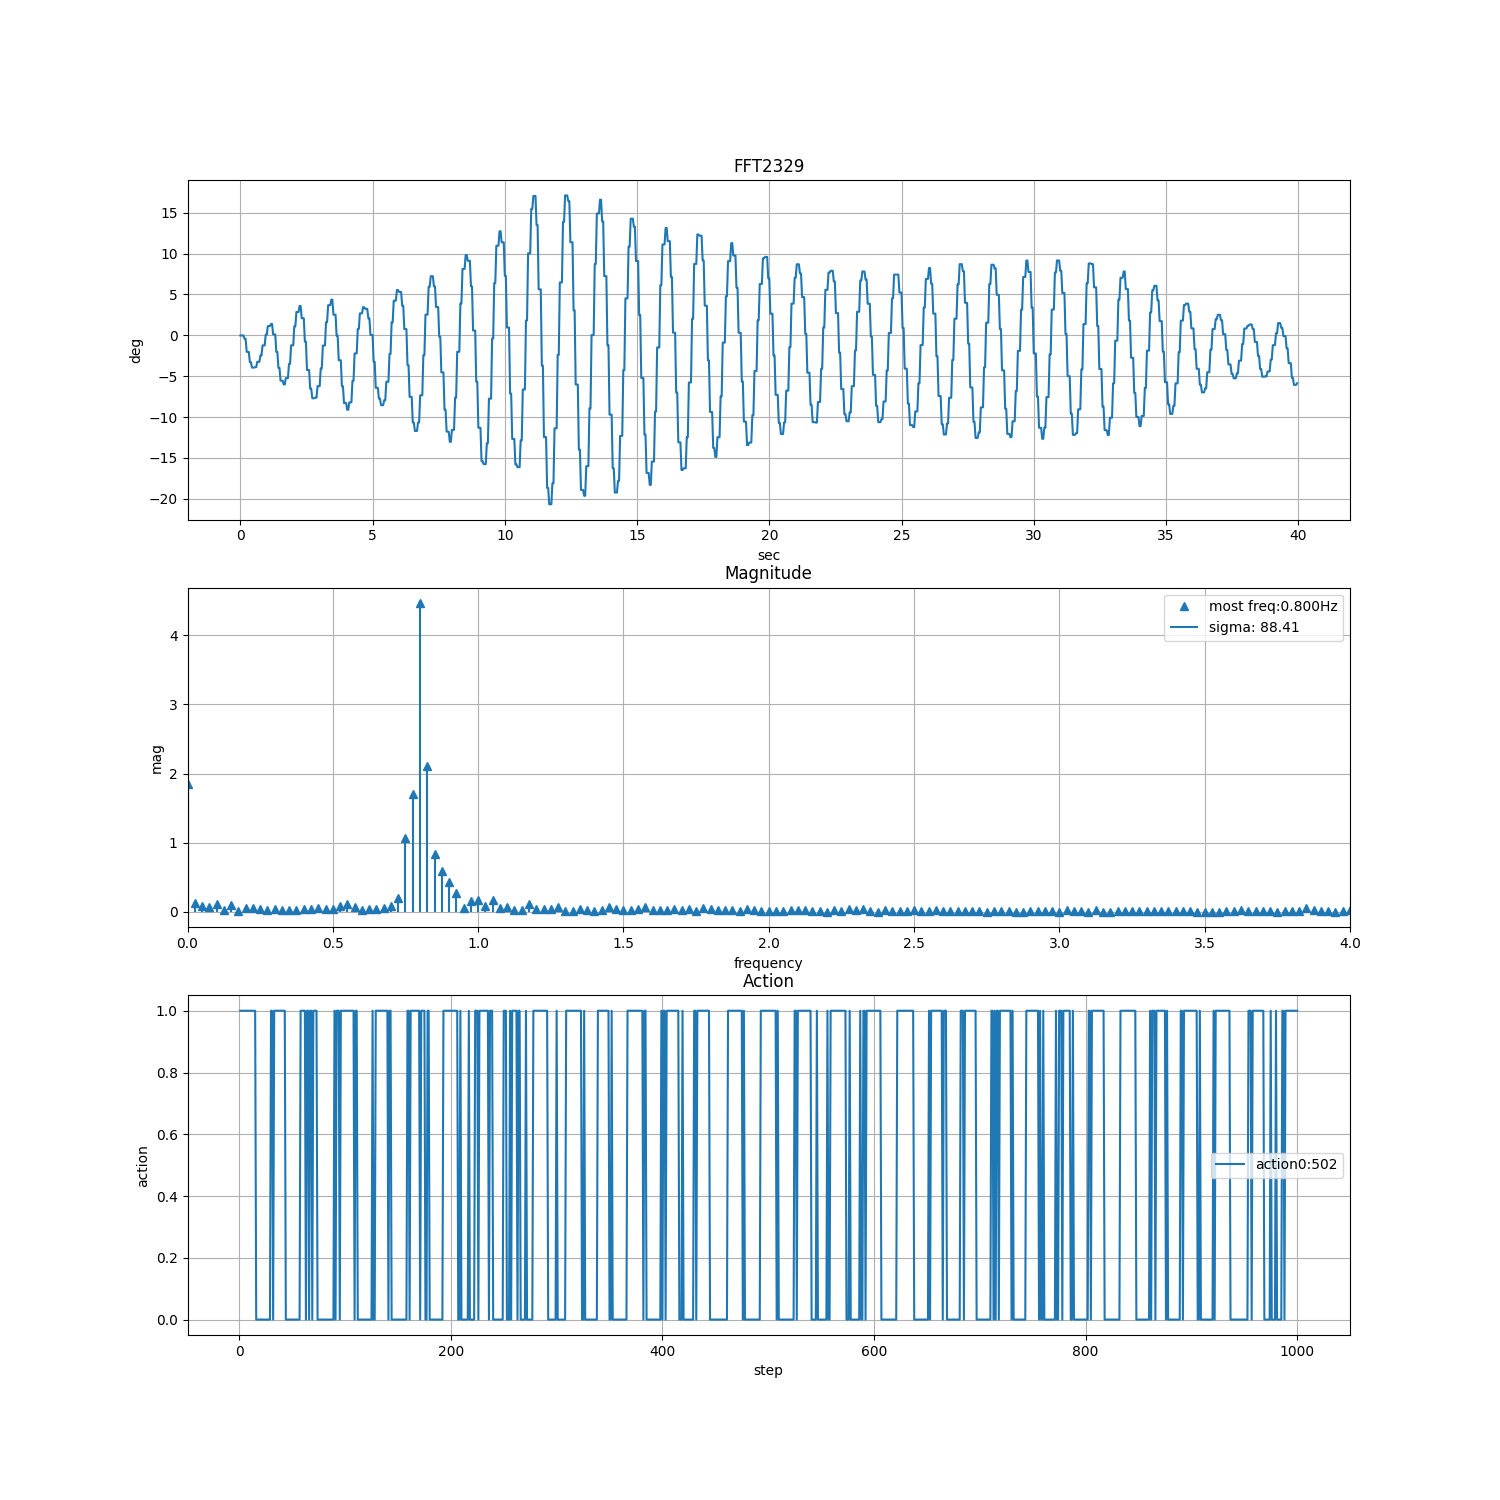 FFT2329
15
10
5
0
−5
−10
−15
−20
deg
0 5 10 15 20 25 30 35 40
sec
Magnitude
most freq:0.800Hz
sigma: 88.41
4
3
2
1
0
mag
0.0 0.5 1.0 1.5 2.0 2.5 3.0 3.5 4.0
frequency
Action
1.0
0.8
0.6
0.4
0.2
0.0
action
action0:502
0 200 400 600 800 1000
step